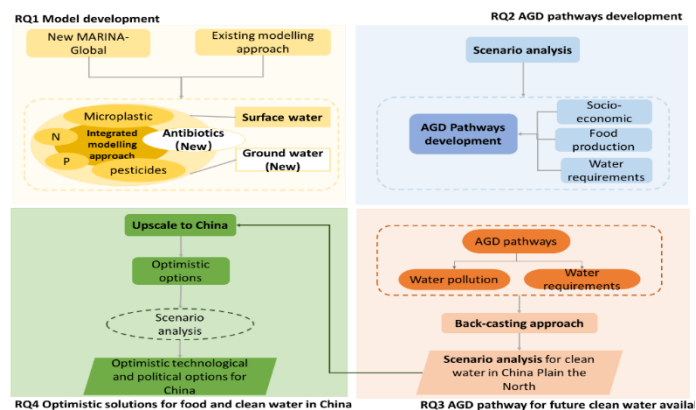 RQ1 Model development
New MARINA-
Global
Existing modelling
approach
Microplastic
N
Integrated
modelling
approach
P
pesticides
Antibiotics
(New)
Surface water
Ground water
(New)
RQ2 AGD pathways development
Scenario analysis
AGD Pathways
development
Socio-
economic
Food
production
Water
requirements
Upscale to China
Optimistic
options
Scenario
analysis
Optimistic technological
and political options for
China
RQ4 Optimistic solutions for food and clean water in China
AGD pathways
Water pollution
Water
requirements
Back-casting approach
Scenario analysis for clean
water in China Plain the
North
RQ3 AGD pathway for future clean water availa